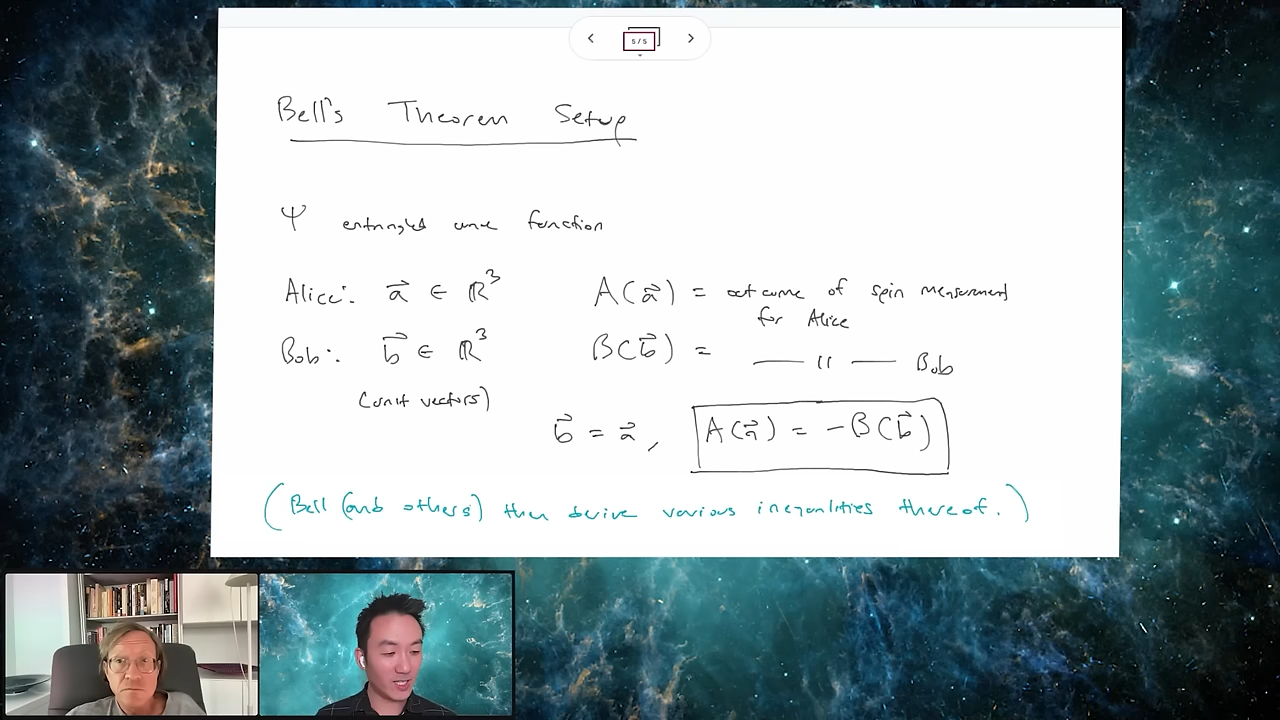 5/5
Bell's Theorem Setup
Ψ entangled wave function
Alice: a⃗ ∈ ℝ³ A(a⃗) = outcome of spin measurement
for Alice
Bob: b⃗ ∈ ℝ³ B(b⃗) = —— 11 —— Bob
(unit vectors)
b⃗ = a⃗, A(a⃗) = -B(b⃗)
(Bell (and others) then derive various inequalities thereof.)